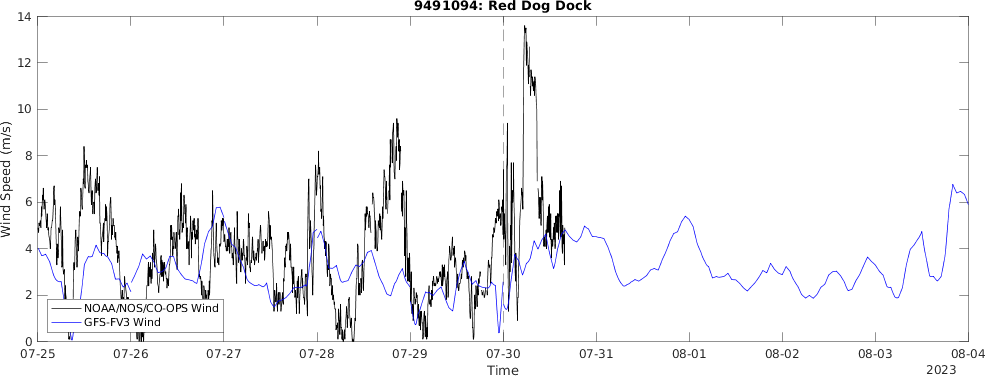 9491094: Red Dog Dock
14
12
10
8
6
4
2
0
Wind Speed (m/s)
NOAA/NOS/CO-OPS Wind
GFS-FV3 Wind
07-25 07-26 07-27 07-28 07-29 07-30 07-31 08-01 08-02 08-03 08-04
Time
2023